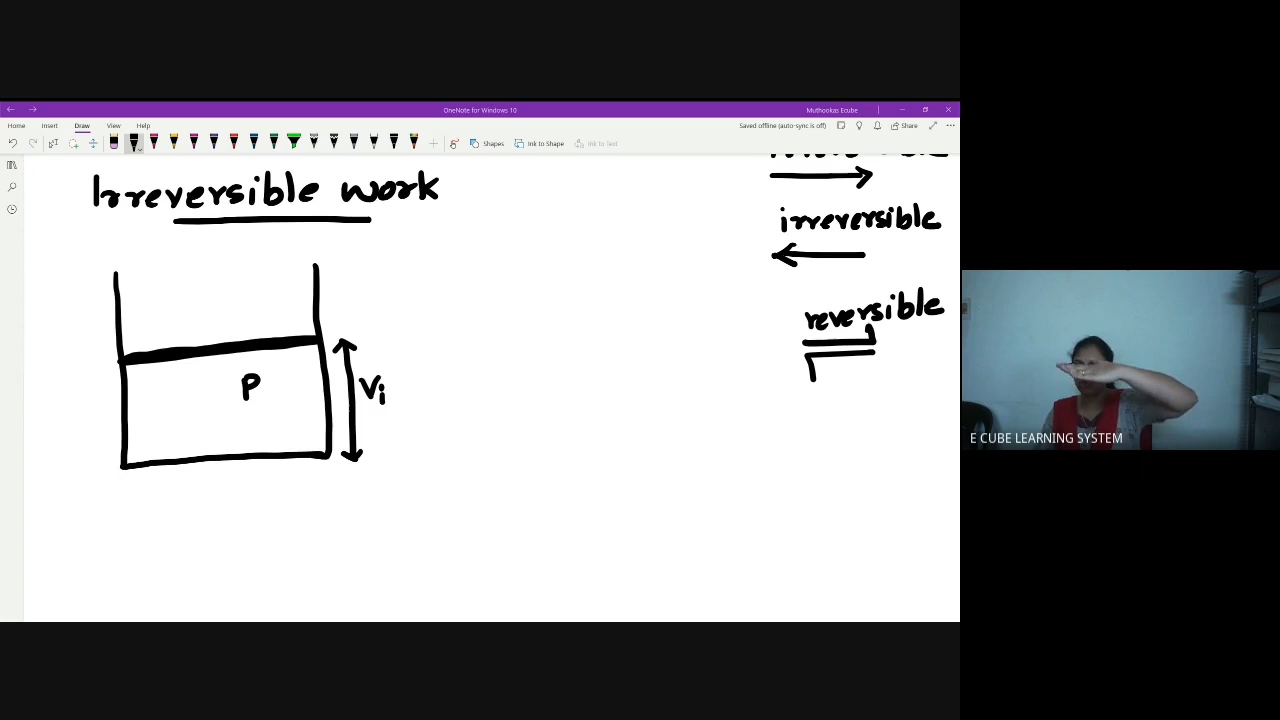 OneNote for Windows 10
Muthookas Ecube
Home Insert Draw View Help
Saved offline (auto-sync is off)
Share
Shapes
Ink to Shape
Ink to Text
Irreversible work
irreversible
reversible
P
Vi
E CUBE LEARNING SYSTEM